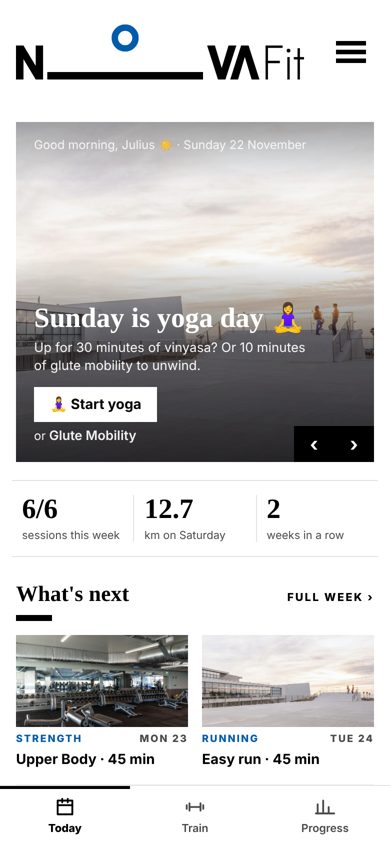 NOVA Fit
Good morning, Julius ☀️ · Sunday 22 November
Sunday is yoga day 🧘‍♀️
Up for 30 minutes of vinyasa? Or 10 minutes
of glute mobility to unwind.
🧘‍♀️ Start yoga
or Glute Mobility
‹ ›
6/6
sessions this week
12.7
km on Saturday
2
weeks in a row
What's next
FULL WEEK ›
STRENGTH MON 23
Upper Body · 45 min
RUNNING TUE 24
Easy run · 45 min
Today
Train
Progress